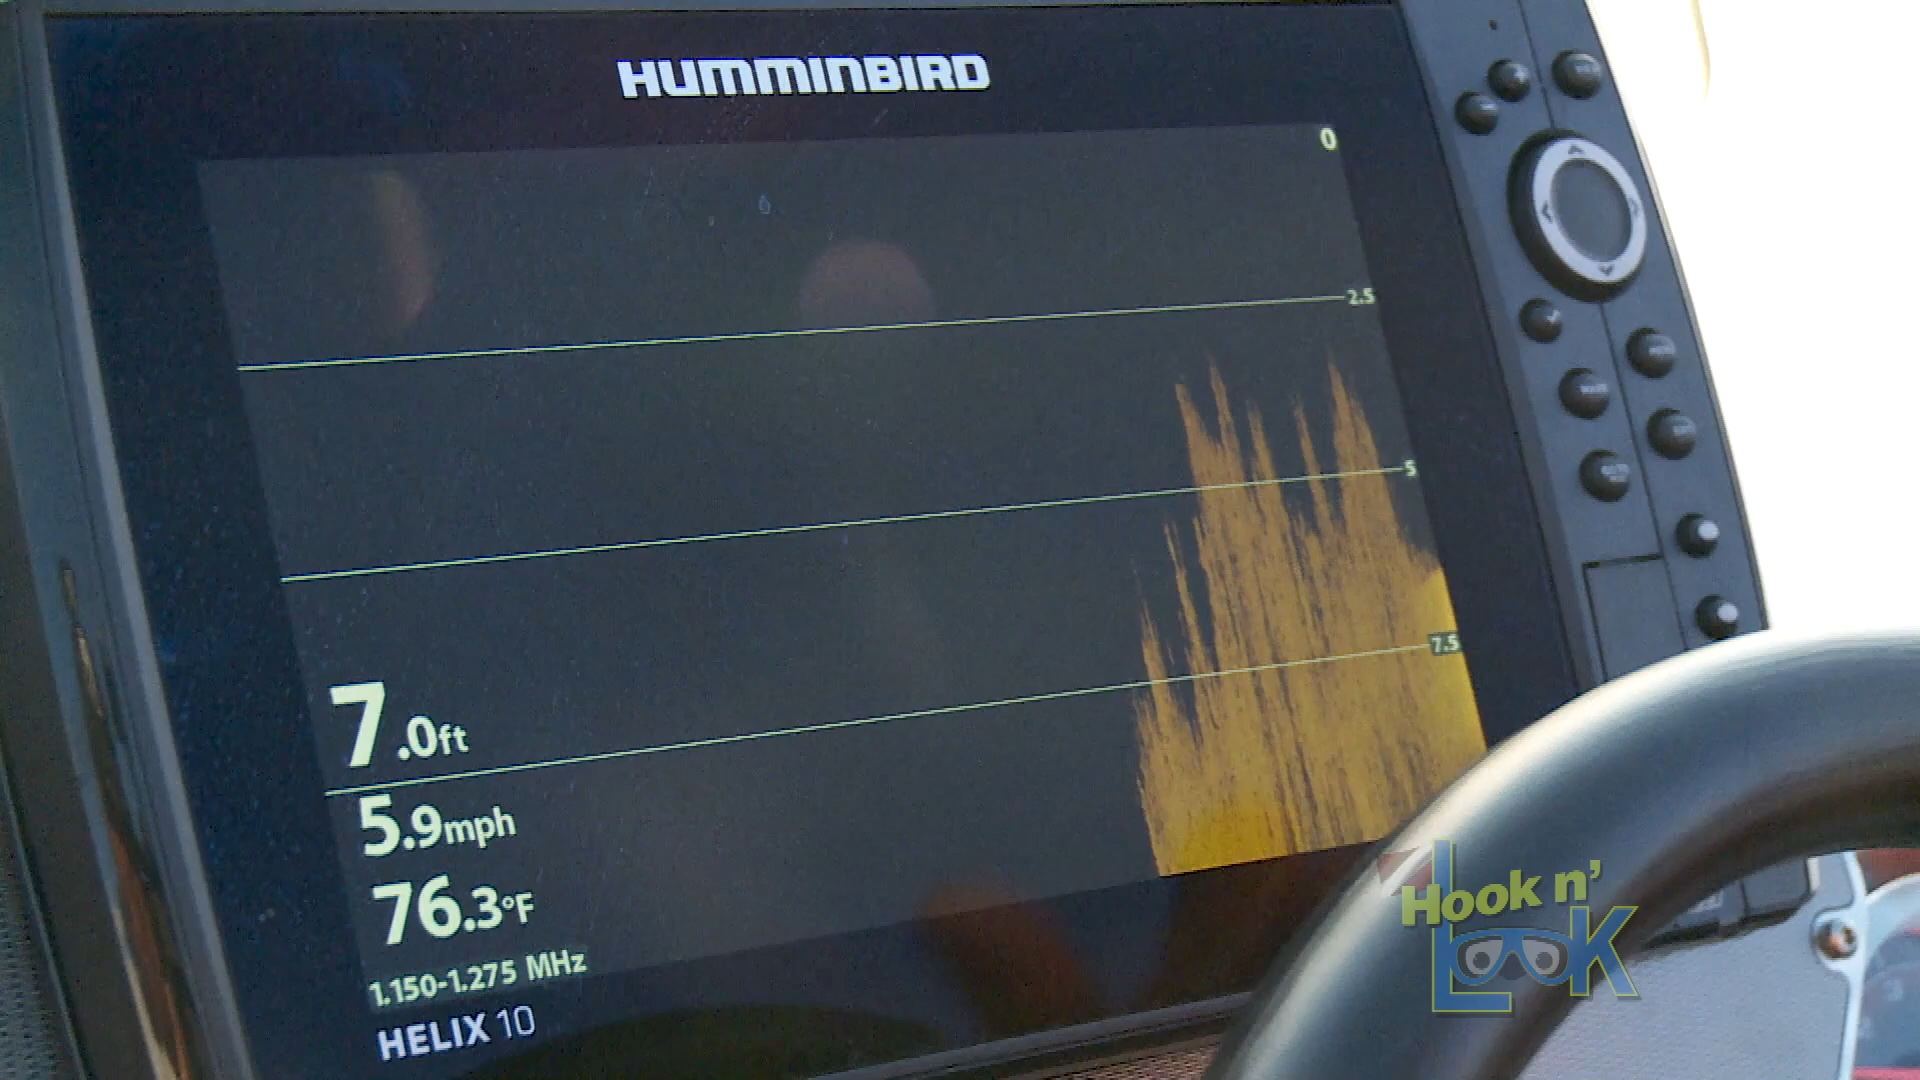 HUMMINBIRD
0
2.5
5
7.5
7.0ft
5.9mph
76.3°F
1.150-1.275 MHz
HELIX 10
Hook n'
LOOK